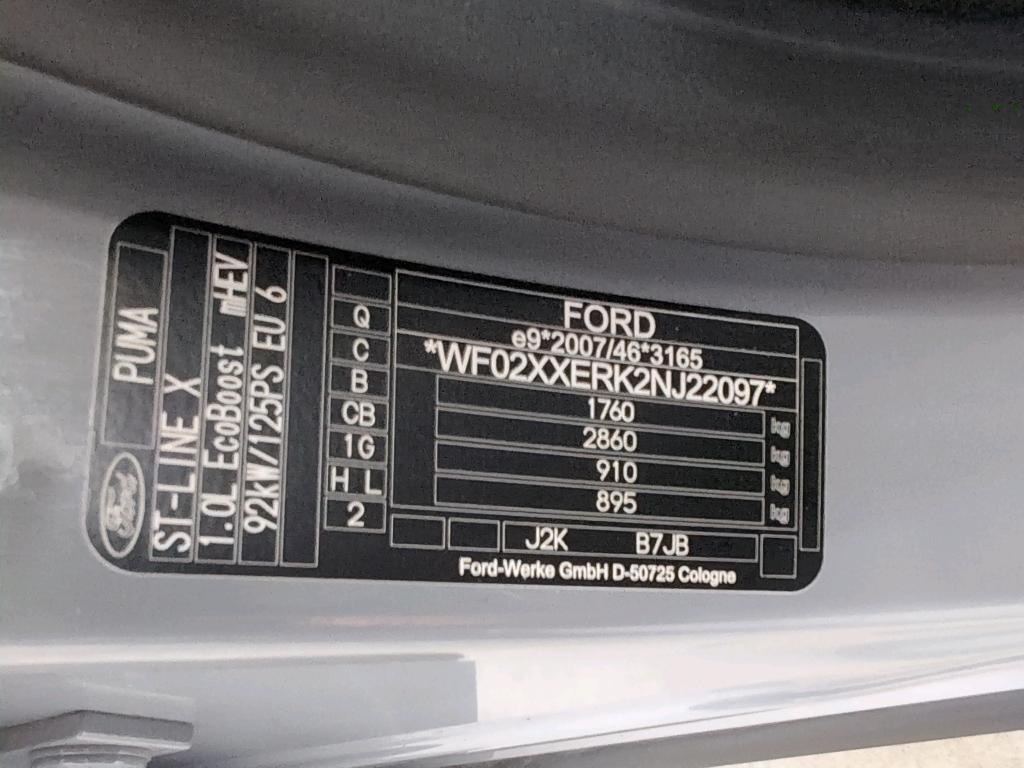 PUMA
Ford
ST-LINE X
1.0L EcoBoost mHEV
92kW/125PS EU 6
Q
C
B
CB
1G
H L
2
FORD
e9*2007/46*3165
*WF02XXERK2NJ22097*
1760 kg
2860 kg
910 kg
895 kg
J2K B7JB
Ford-Werke GmbH D-50725 Cologne